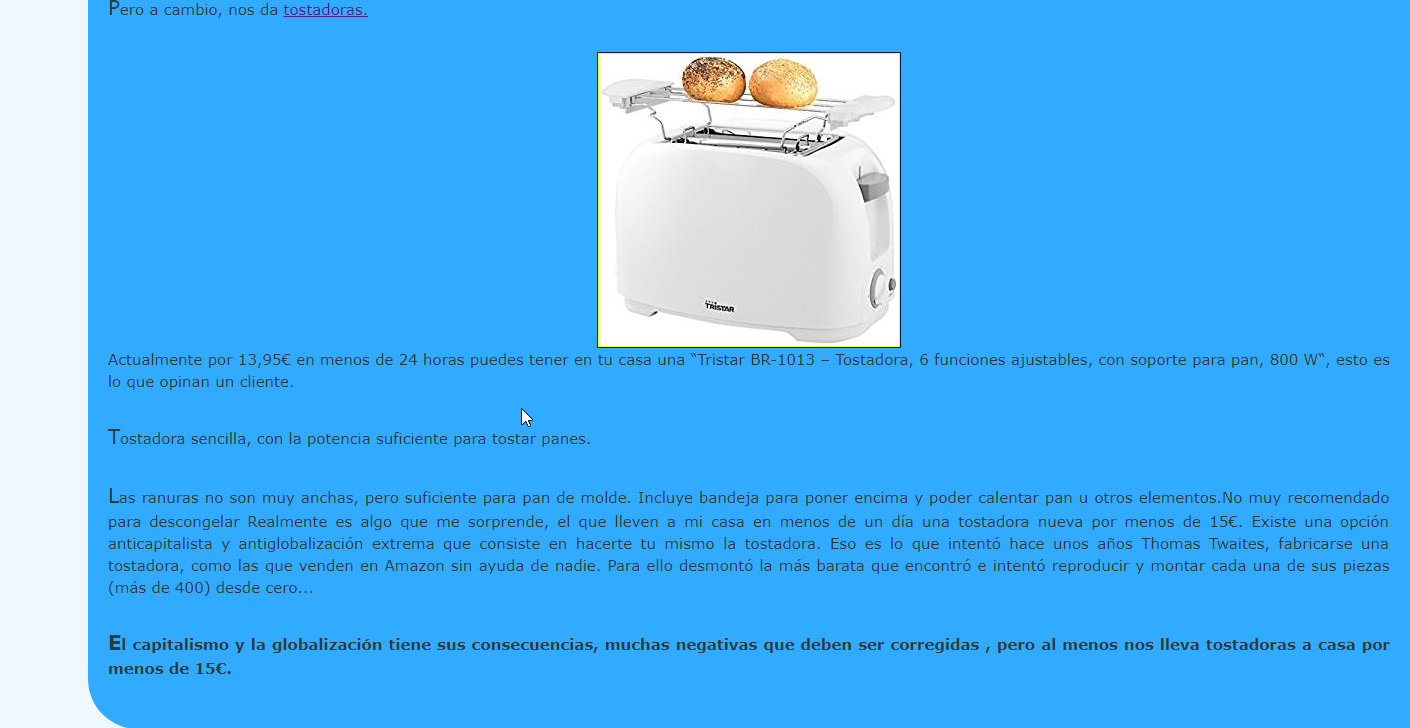 Pero a cambio, nos da tostadoras.
TRISTAR
Actualmente por 13,95€ en menos de 24 horas puedes tener en tu casa una “Tristar BR-1013 – Tostadora, 6 funciones ajustables, con soporte para pan, 800 W“, esto es
lo que opinan un cliente.
Tostadora sencilla, con la potencia suficiente para tostar panes.
Las ranuras no son muy anchas, pero suficiente para pan de molde. Incluye bandeja para poner encima y poder calentar pan u otros elementos.No muy recomendado
para descongelar Realmente es algo que me sorprende, el que lleven a mi casa en menos de un día una tostadora nueva por menos de 15€. Existe una opción
anticapitalista y antiglobalización extrema que consiste en hacerte tu mismo la tostadora. Eso es lo que intentó hace unos años Thomas Twaites, fabricarse una
tostadora, como las que venden en Amazon sin ayuda de nadie. Para ello desmontó la más barata que encontró e intentó reproducir y montar cada una de sus piezas
(más de 400) desde cero...
El capitalismo y la globalización tiene sus consecuencias, muchas negativas que deben ser corregidas , pero al menos nos lleva tostadoras a casa por
menos de 15€.